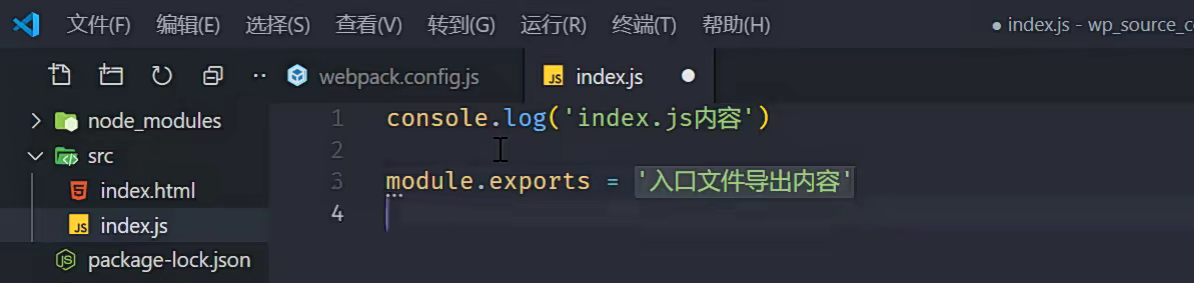 文件(F) 编辑(E) 选择(S) 查看(V) 转到(G) 运行(R) 终端(T) 帮助(H) ● index.js - wp_source_c
webpack.config.js
JS index.js ●
node_modules
src
index.html
JS index.js
package-lock.json
1 console.log('index.js内容')
2
3 module.exports = '入口文件导出内容'
4